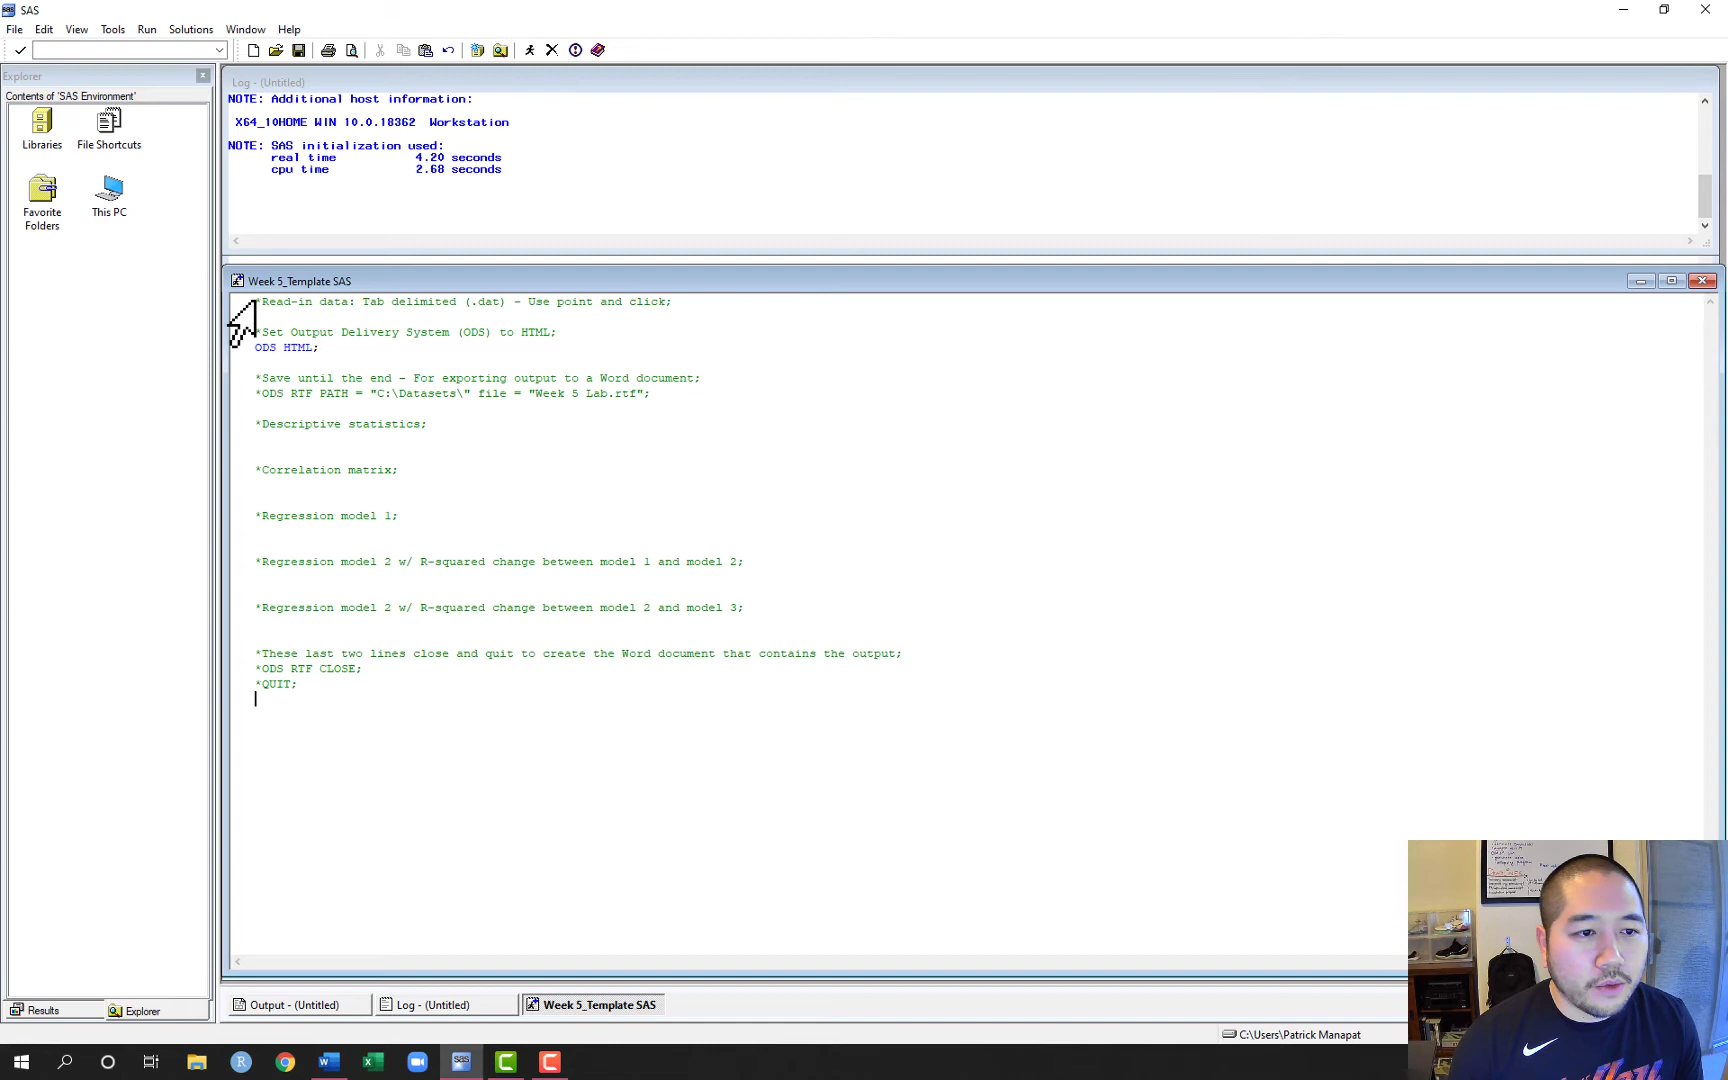 SAS
File Edit View Tools Run Solutions Window Help
Explorer
Contents of 'SAS Environment'
Libraries
File Shortcuts
Favorite Folders
This PC
Log - (Untitled)
NOTE: Additional host information:
X64_10HOME WIN 10.0.18362 Workstation
NOTE: SAS initialization used:
real time 4.20 seconds
cpu time 2.68 seconds
Week 5_Template SAS
*Read-in data: Tab delimited (.dat) - Use point and click;
*Set Output Delivery System (ODS) to HTML;
ODS HTML;
*Save until the end - For exporting output to a Word document;
*ODS RTF PATH = "C:\Datasets\" file = "Week 5 Lab.rtf";
*Descriptive statistics;
*Correlation matrix;
*Regression model 1;
*Regression model 2 w/ R-squared change between model 1 and model 2;
*Regression model 2 w/ R-squared change between model 2 and model 3;
*These last two lines close and quit to create the Word document that contains the output;
*ODS RTF CLOSE;
*QUIT;
Results
Explorer
Output - (Untitled)
Log - (Untitled)
Week 5_Template SAS
C:\Users\Patrick Manapat